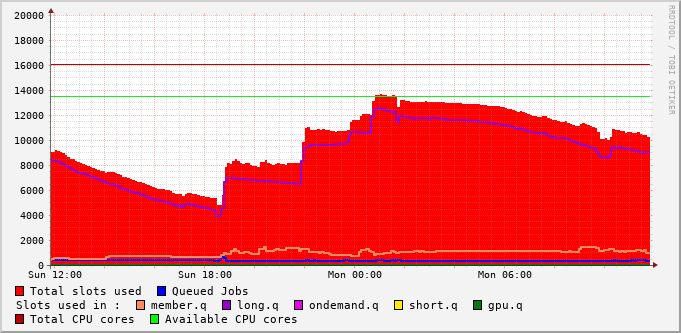 20000
18000
16000
14000
12000
10000
8000
6000
4000
2000
0
Sun 12:00 Sun 18:00 Mon 00:00 Mon 06:00
Total slots used Queued Jobs
Slots used in : member.q long.q ondemand.q short.q gpu.q
Total CPU cores Available CPU cores
RRDTOOL / TOBI OETIKER